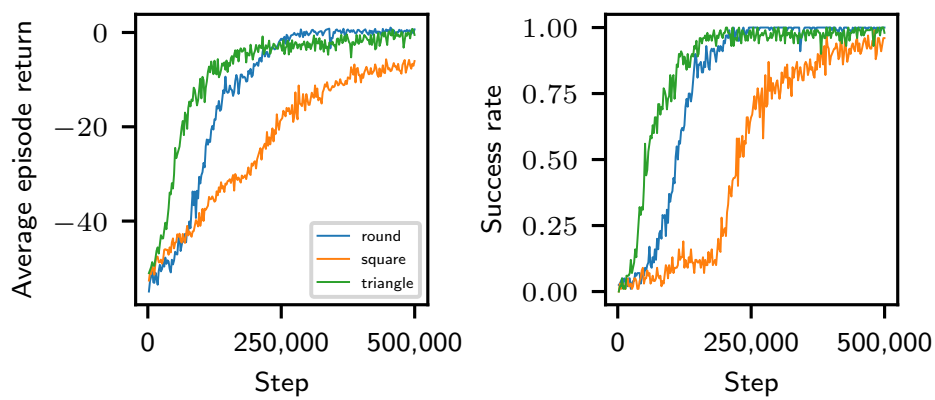 Average episode return
0
−20
−40
round
square
triangle
0
250,000
500,000
Step
Success rate
1.00
0.75
0.50
0.25
0.00
0
250,000
500,000
Step